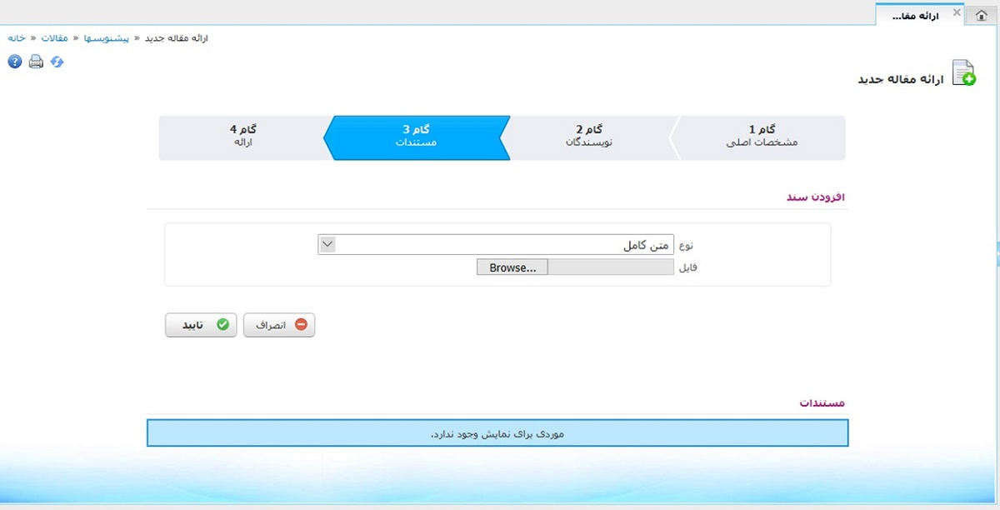 ارائه مقا...
ارائه مقاله جدید » پیشنویسها » مقالات » خانه
ارائه مقاله جدید
گام 1
مشخصات اصلی
گام 2
نویسندگان
گام 3
مستندات
گام 4
ارائه
افزودن سند
نوع
متن کامل
فایل
Browse...
انصراف
تایید
مستندات
موردی برای نمایش وجود ندارد.